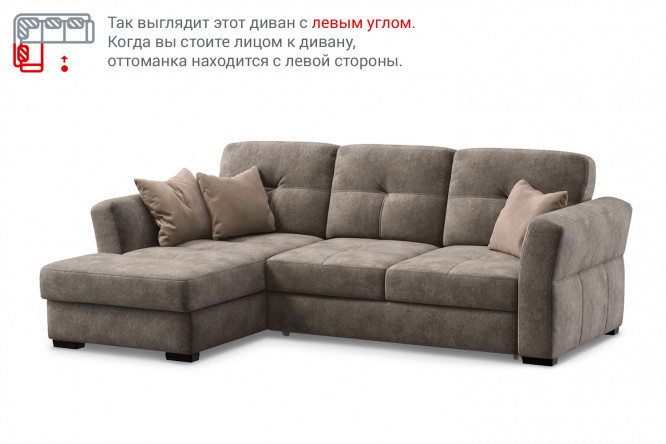 Так выглядит этот диван с левым углом.
Когда вы стоите лицом к дивану,
оттоманка находится с левой стороны.